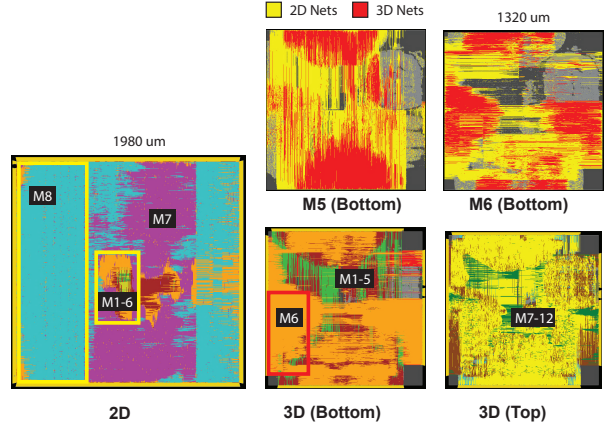 2D Nets 3D Nets
1320 um
1980 um
M5 (Bottom) M6 (Bottom)
M8
M7
M1-6
M1-5
M6
M7-12
2D
3D (Bottom)
3D (Top)